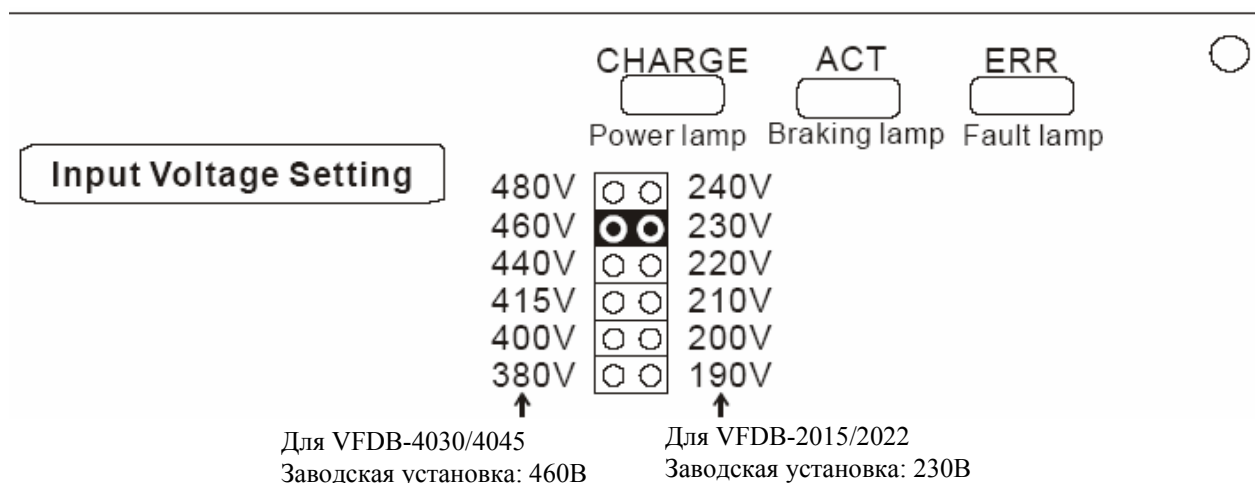 CHARGE ACT ERR
Power lamp Braking lamp Fault lamp
Input Voltage Setting
480V 240V
460V 230V
440V 220V
415V 210V
400V 200V
380V 190V
Для VFDB-4030/4045
Заводская установка: 460В
Для VFDB-2015/2022
Заводская установка: 230В